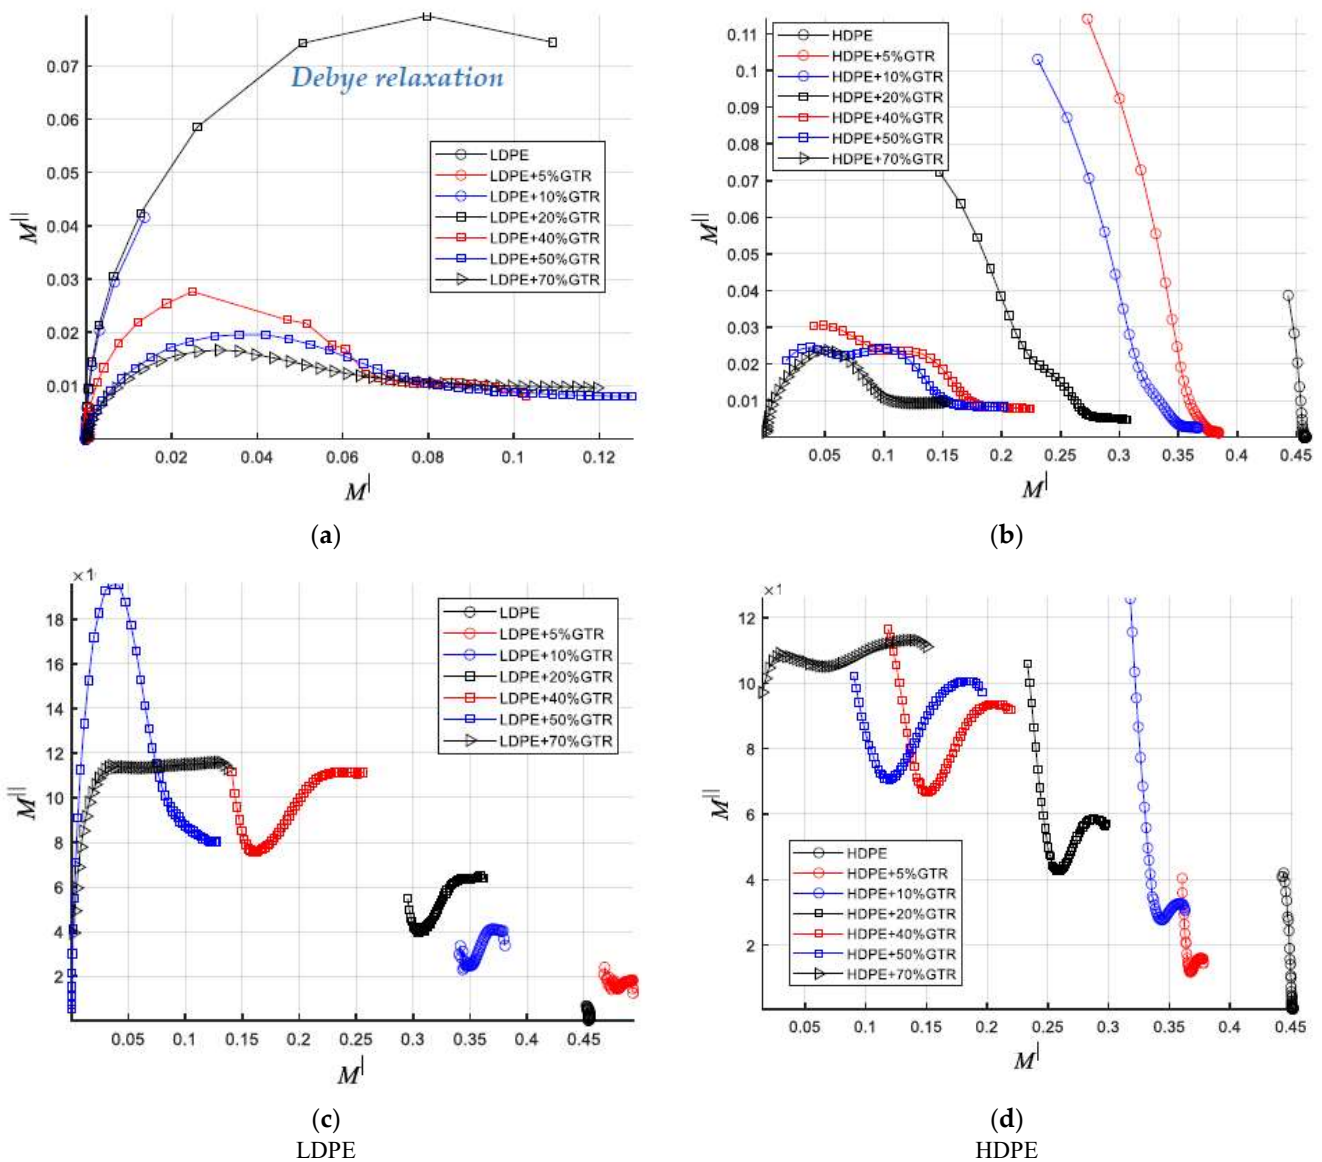 0.07
0.06
0.05
0.04
0.03
0.02
0.01
M||
Debye relaxation
LDPE
LDPE+5%GTR
LDPE+10%GTR
LDPE+20%GTR
LDPE+40%GTR
LDPE+50%GTR
LDPE+70%GTR
0.02 0.04 0.06 0.08 0.1 0.12
M|
(a)
0.11
0.1
0.09
0.08
0.07
0.06
0.05
0.04
0.03
0.02
0.01
M||
HDPE
HDPE+5%GTR
HDPE+10%GTR
HDPE+20%GTR
HDPE+40%GTR
HDPE+50%GTR
HDPE+70%GTR
0.05 0.1 0.15 0.2 0.25 0.3 0.35 0.4 0.45
M|
(b)
×1
18
16
14
12
10
8
6
4
2
M||
LDPE
LDPE+5%GTR
LDPE+10%GTR
LDPE+20%GTR
LDPE+40%GTR
LDPE+50%GTR
LDPE+70%GTR
0.05 0.1 0.15 0.2 0.25 0.3 0.35 0.4 0.45
M|
(c)
LDPE
×1
12
10
8
6
4
2
M||
HDPE
HDPE+5%GTR
HDPE+10%GTR
HDPE+20%GTR
HDPE+40%GTR
HDPE+50%GTR
HDPE+70%GTR
0.05 0.1 0.15 0.2 0.25 0.3 0.35 0.4 0.45
M|
(d)
HDPE